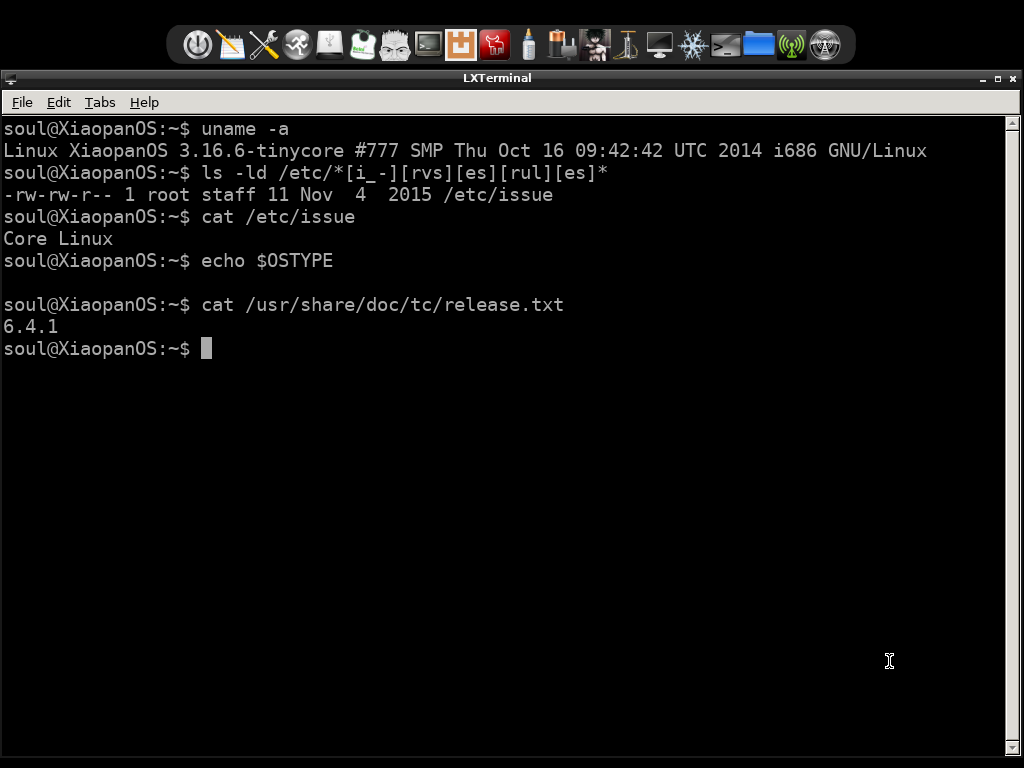 LXTerminal
File Edit Tabs Help
soul@XiaopanOS:~$ uname -a
Linux XiaopanOS 3.16.6-tinycore #777 SMP Thu Oct 16 09:42:42 UTC 2014 i686 GNU/Linux
soul@XiaopanOS:~$ ls -ld /etc/*[i_-][rvs][es][rul][es]*
-rw-rw-r-- 1 root staff 11 Nov  4  2015 /etc/issue
soul@XiaopanOS:~$ cat /etc/issue
Core Linux
soul@XiaopanOS:~$ echo $OSTYPE
soul@XiaopanOS:~$ cat /usr/share/doc/tc/release.txt
6.4.1
soul@XiaopanOS:~$